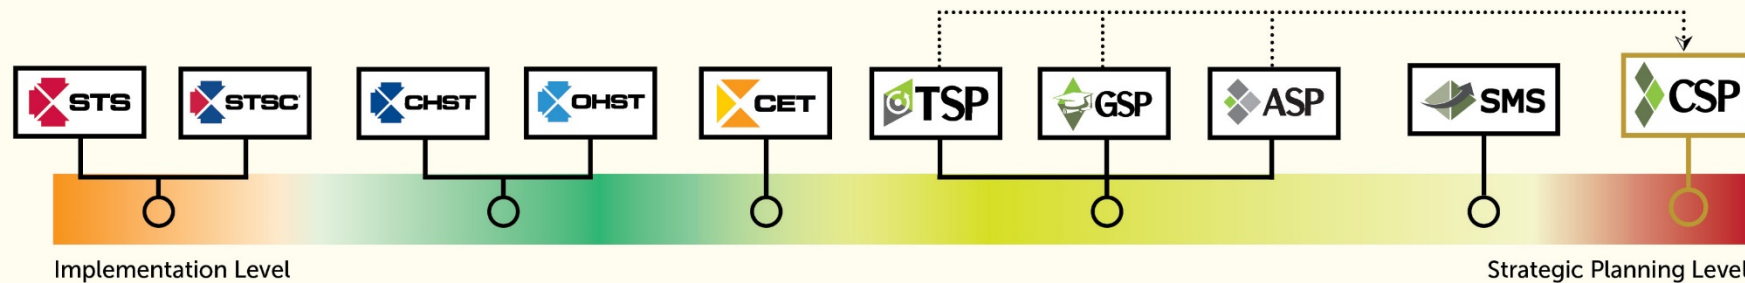 STS
STSC
CHST
OHST
CET
TSP
GSP
ASP
SMS
CSP
Implementation Level
Strategic Planning Level